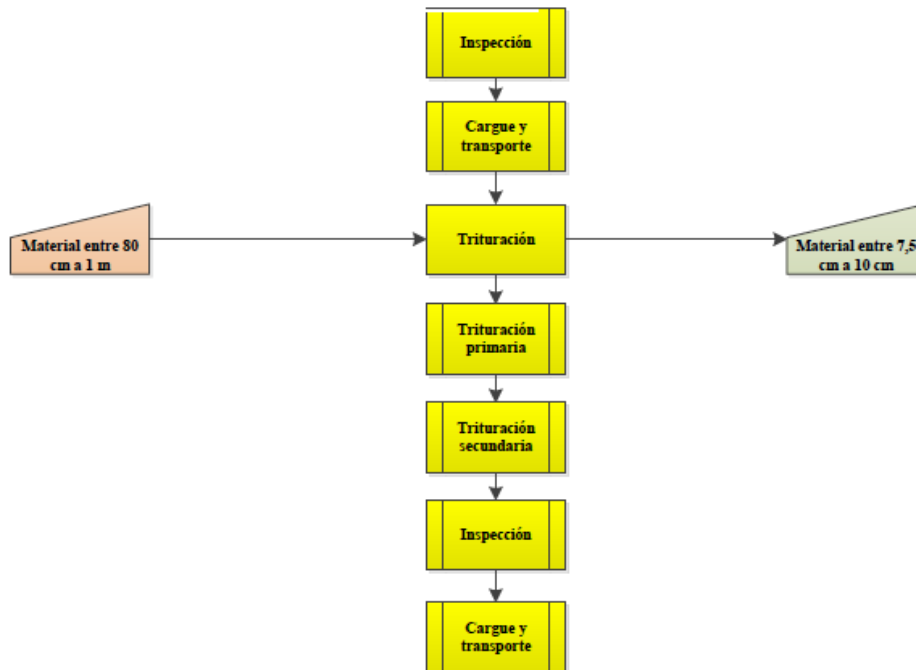 Inspección
Cargue y
transporte
Material entre 80
cm a 1 m
Trituración
Material entre 7,5
cm a 10 cm
Trituración
primaria
Trituración
secundaria
Inspección
Cargue y
transporte